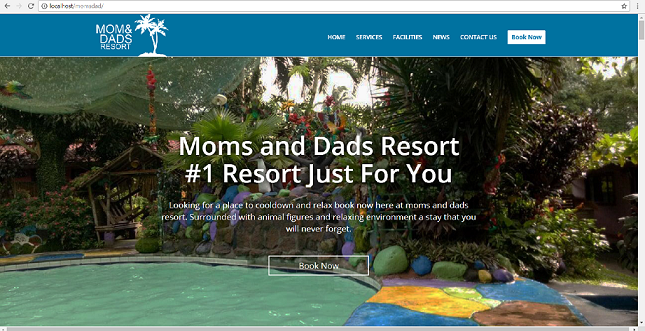 localhost/momadad/
MOM&
DADS
RESORT
HOME SERVICES FACILITIES NEWS CONTACT US Book Now
Moms and Dads Resort
#1 Resort Just For You
Looking for a place to cooldown and relax book now here at moms and dads
resort. Surrounded with animal figures and relaxing environment a stay that you
will never forget.
Book Now